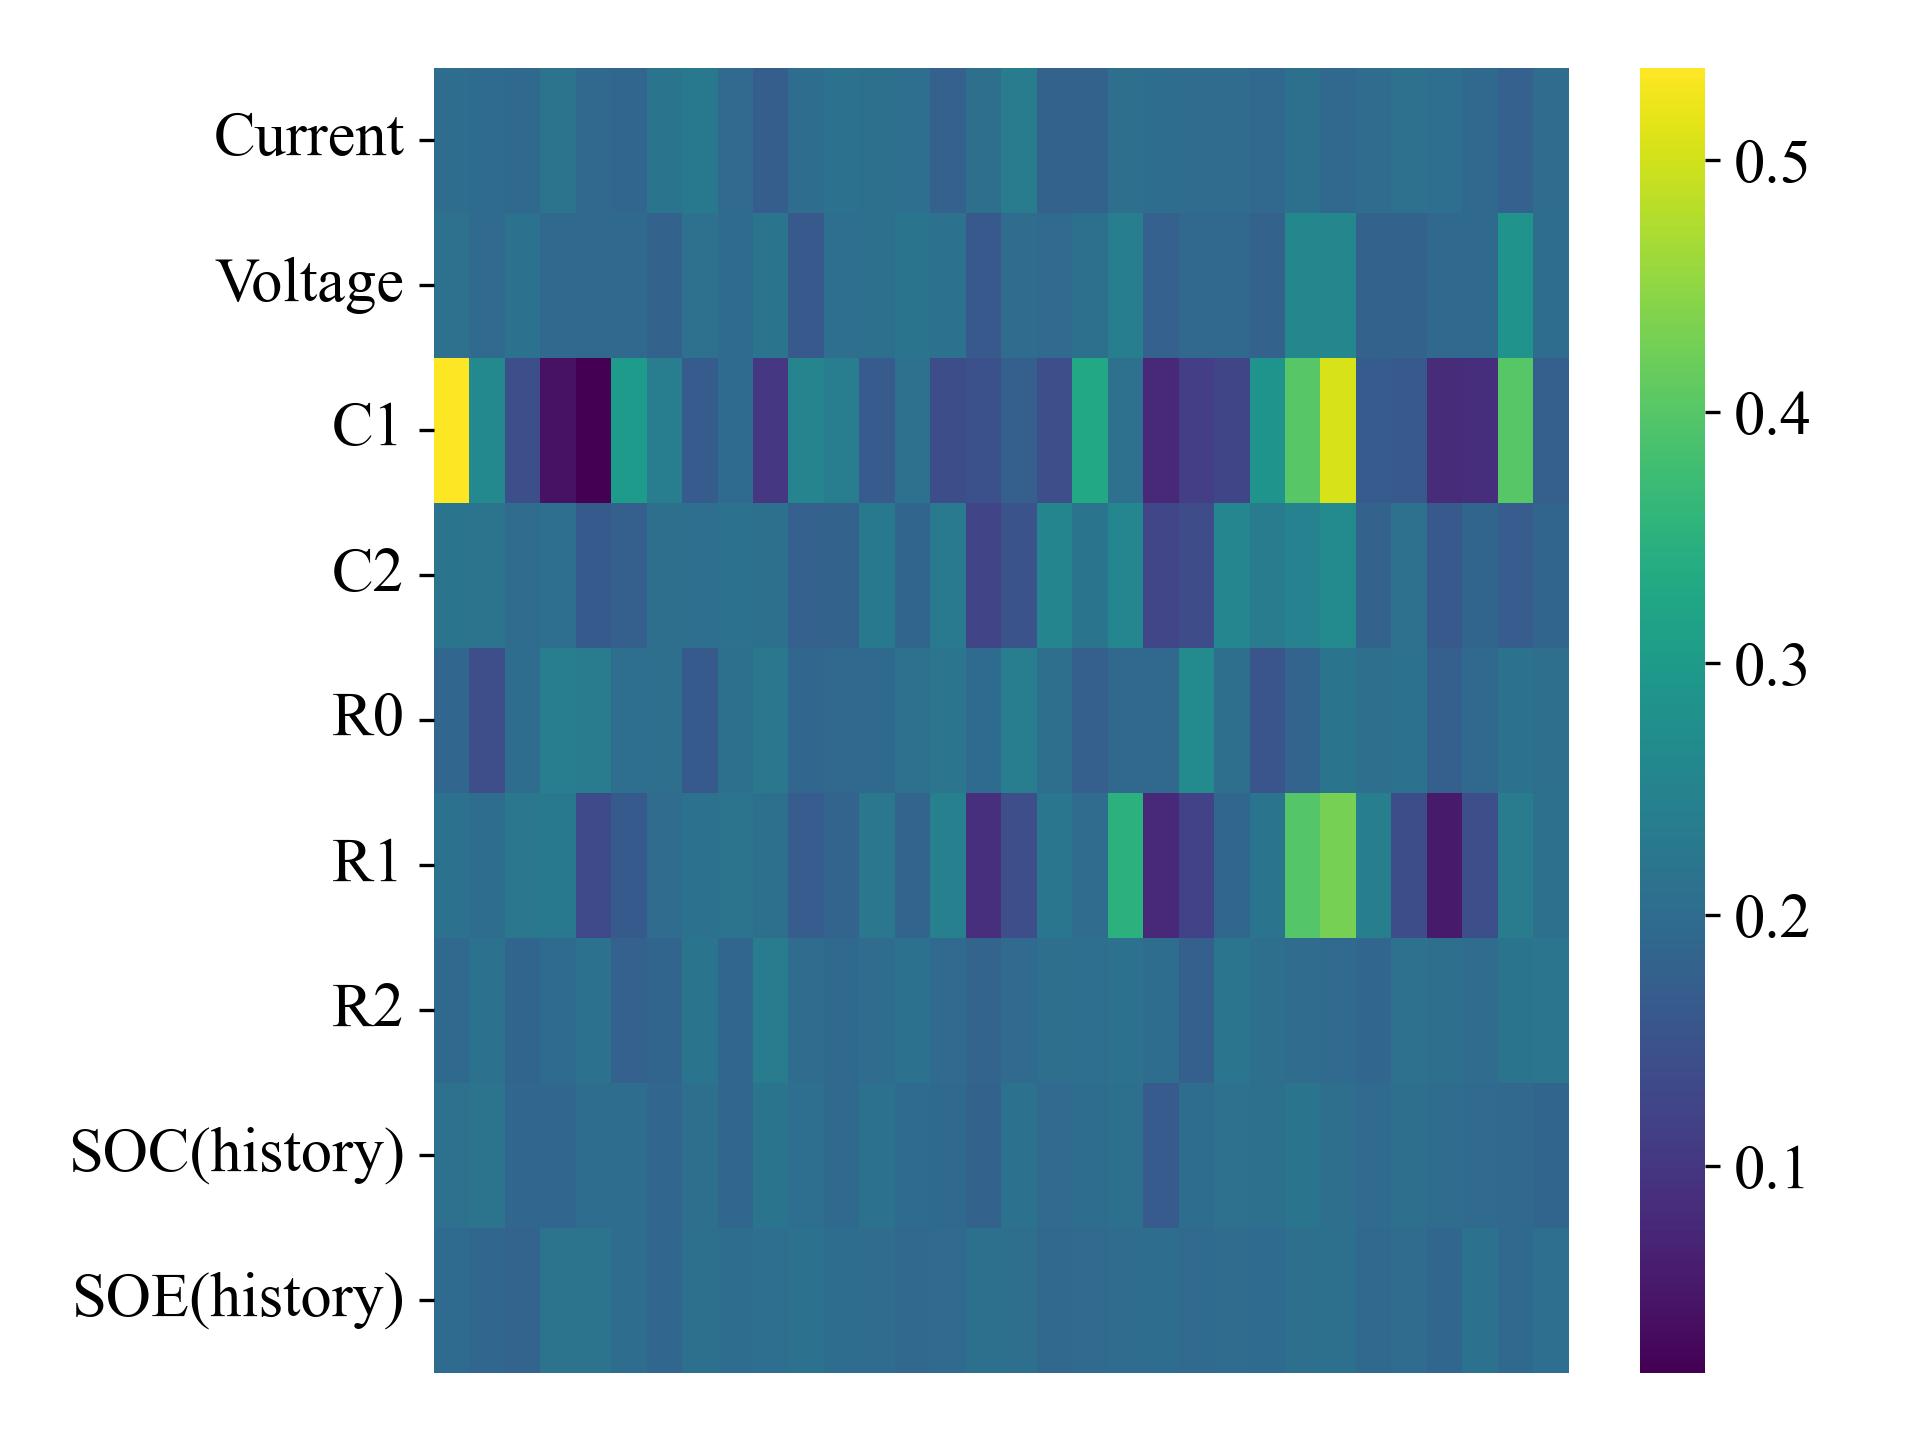 Current
Voltage
C1
C2
R0
R1
R2
SOC(history)
SOE(history)
0.5
0.4
0.3
0.2
0.1